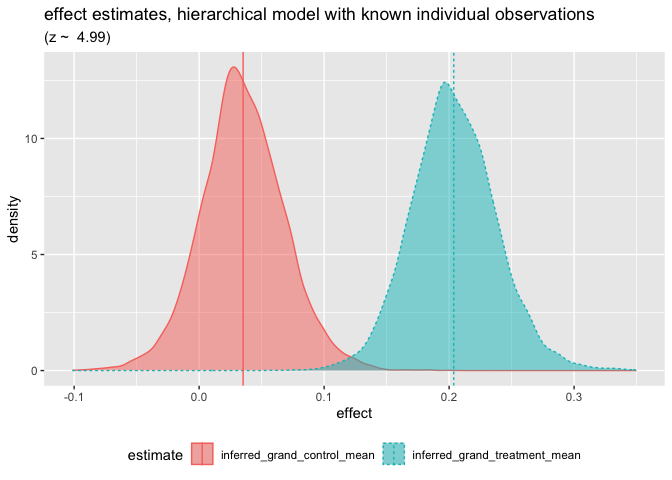 effect estimates, hierarchical model with known individual observations
(z ~ 4.99)
density
10
5
0
-0.1 0.0 0.1 0.2 0.3
effect
estimate inferred_grand_control_mean inferred_grand_treatment_mean